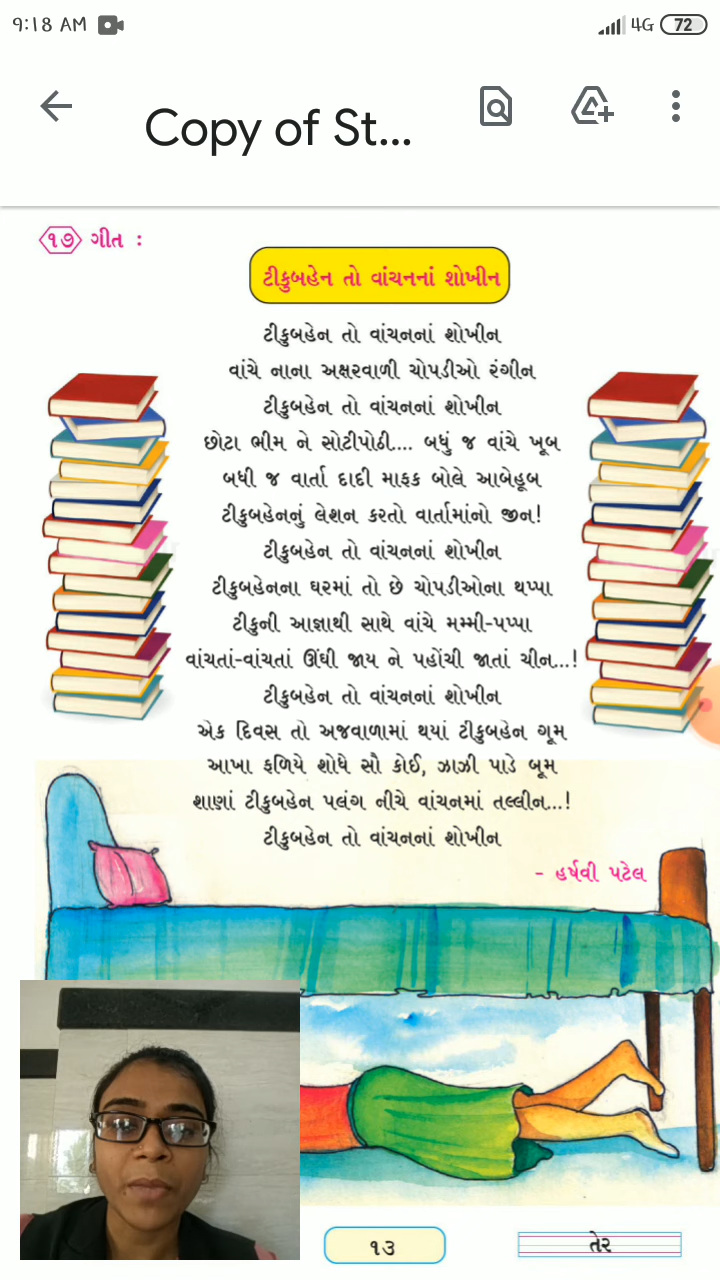 9:18 AM
4G 72
Copy of St...
૧૭ ગીત :
ટીકુબહેન તો વાંચનનાં શોખીન
ટીકુબહેન તો વાંચનનાં શોખીન
વાંચે નાના અક્ષરવાળી ચોપડીઓ રંગીન
ટીકુબહેન તો વાંચનનાં શોખીન
છોટા ભીમ ને સોટીપોઠી.... બધું જ વાંચે ખૂબ
બધી જ વાર્તા દાદી માફક બોલે આબેહૂબ
ટીકુબહેનનું લેશન કરતો વાર્તામાંનો જીન!
ટીકુબહેન તો વાંચનનાં શોખીન
ટીકુબહેનના ઘરમાં તો છે ચોપડીઓના થપ્પા
ટીકુની આજ્ઞાથી સાથે વાંચે મમ્મી-પપ્પા
વાંચતાં-વાંચતાં ઊંઘી જાય ને પહોંચી જાતાં ચીન...!
ટીકુબહેન તો વાંચનનાં શોખીન
એક દિવસ તો અજવાળામાં થયાં ટીકુબહેન ગૂમ
આખા ફળિયે શોધે સૌ કોઈ, ઝાઝી પાડે બૂમ
શાણાં ટીકુબહેન પલંગ નીચે વાંચનમાં તલ્લીન...!
ટીકુબહેન તો વાંચનનાં શોખીન
- હર્ષવી પટેલ
૧૩
તેર